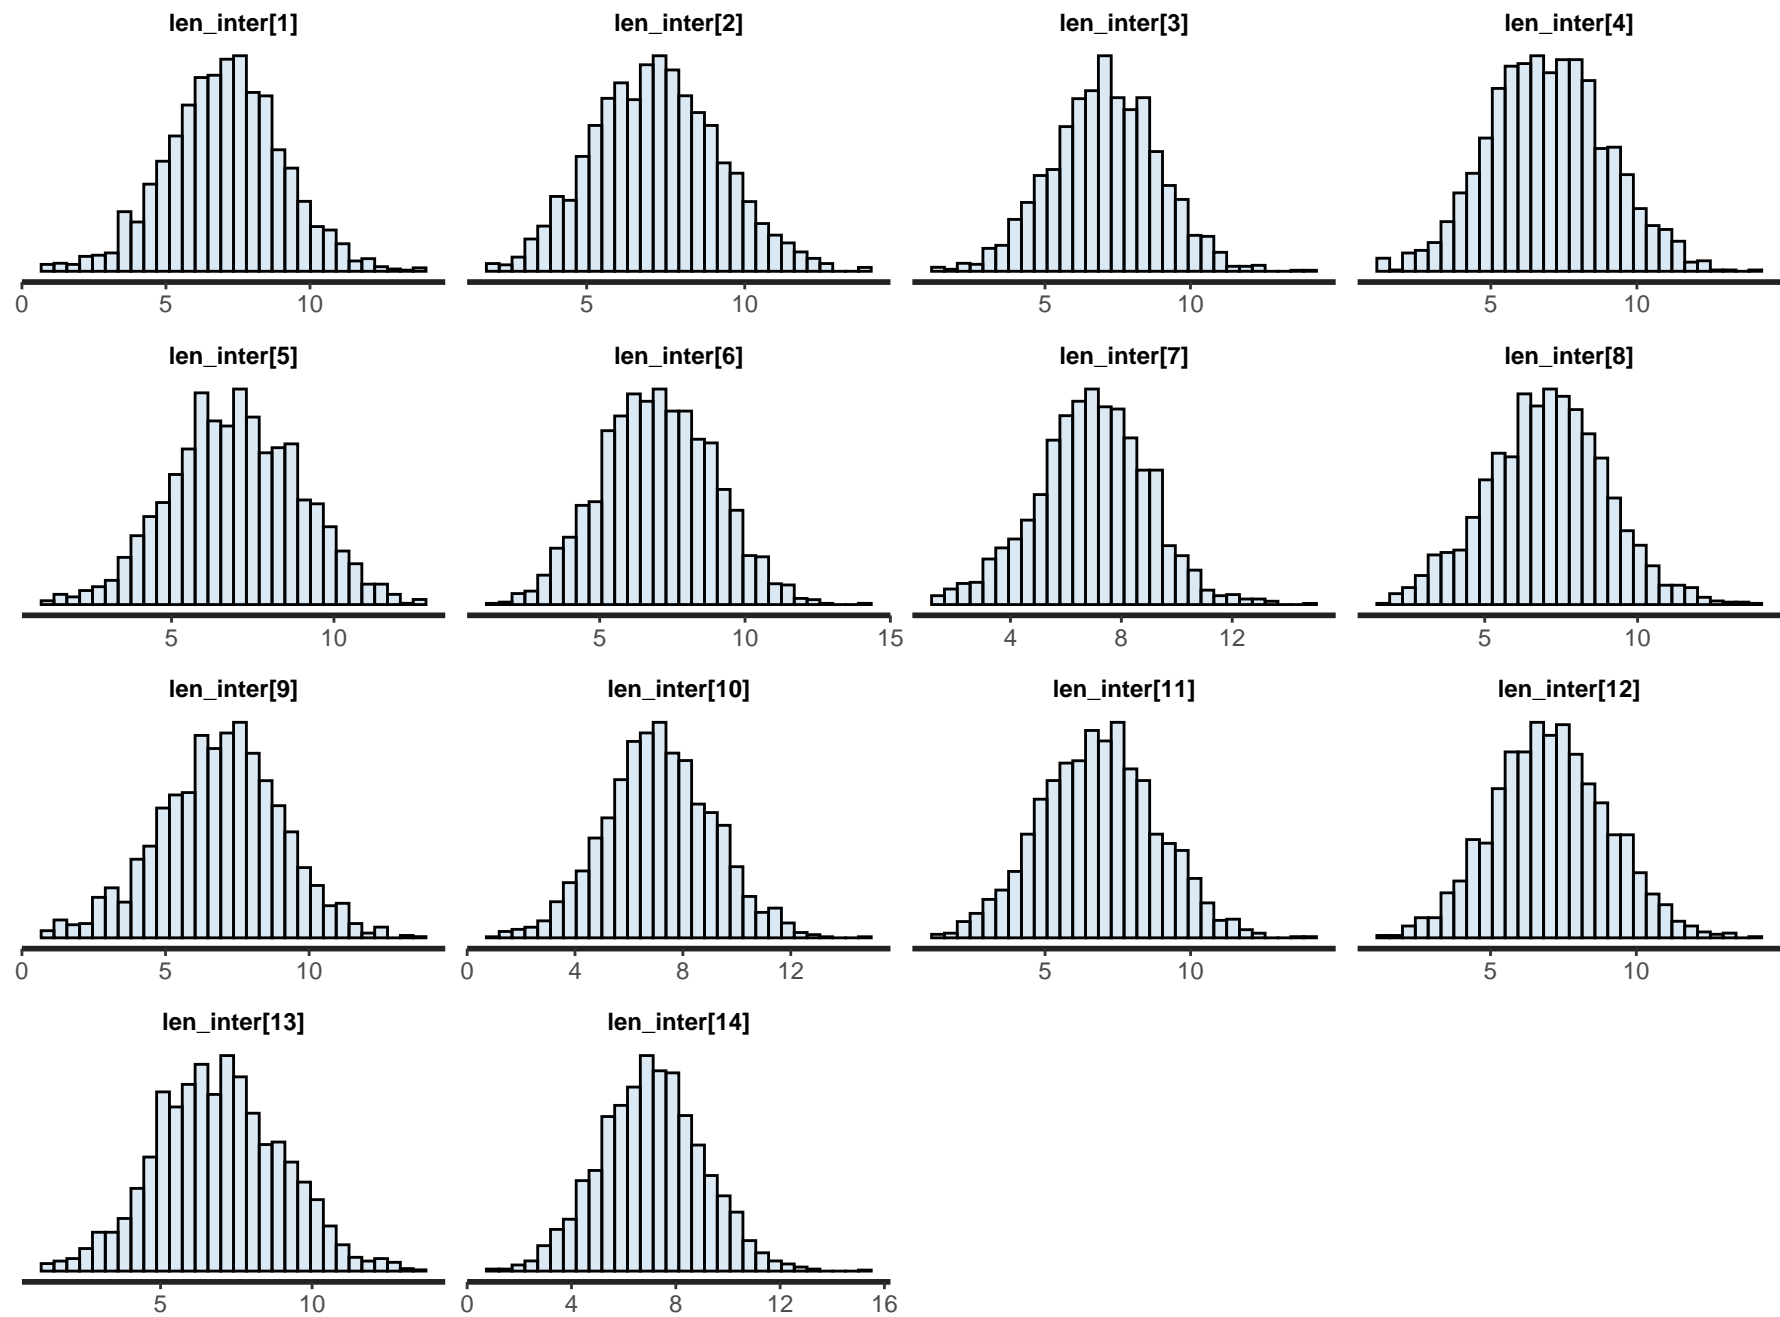 len_inter[1] len_inter[2] len_inter[3] len_inter[4]
0 5 10 5 10 5 10 5 10
len_inter[5] len_inter[6] len_inter[7] len_inter[8]
5 10 5 10 15 4 8 12 5 10
len_inter[9] len_inter[10] len_inter[11] len_inter[12]
0 5 10 0 4 8 12 5 10 5 10
len_inter[13] len_inter[14]
5 10 0 4 8 12 16